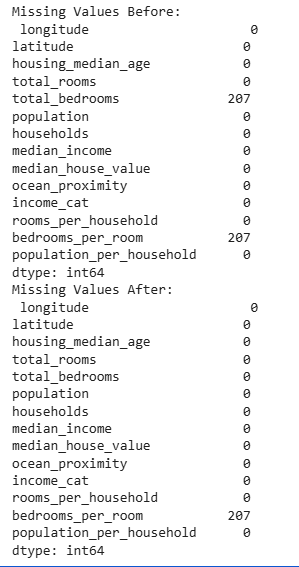 Missing Values Before:
 longitude                     0
latitude                      0
housing_median_age            0
total_rooms                   0
total_bedrooms              207
population                    0
households                    0
median_income                 0
median_house_value            0
ocean_proximity               0
income_cat                    0
rooms_per_household           0
bedrooms_per_room           207
population_per_household      0
dtype: int64
Missing Values After:
 longitude                     0
latitude                      0
housing_median_age            0
total_rooms                   0
total_bedrooms                0
population                    0
households                    0
median_income                 0
median_house_value            0
ocean_proximity               0
income_cat                    0
rooms_per_household           0
bedrooms_per_room           207
population_per_household      0
dtype: int64